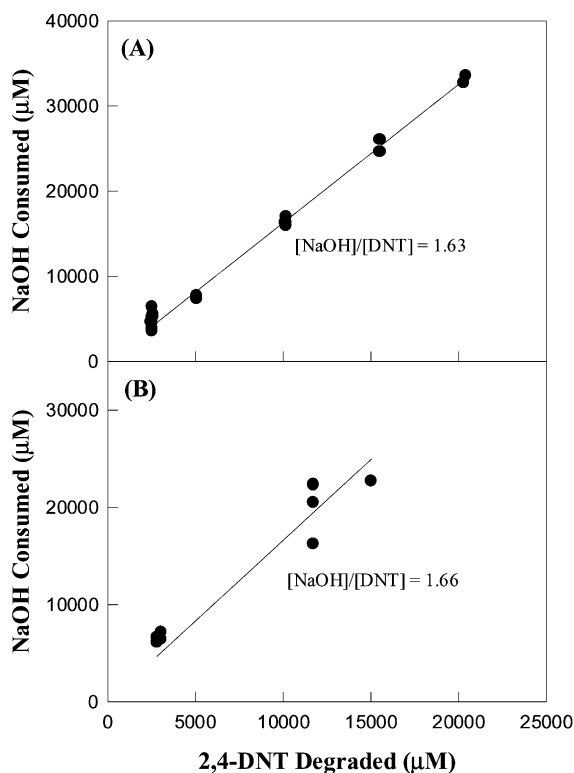 (A)
40000
30000
20000
10000
0
NaOH Consumed (µM)
[NaOH]/[DNT] = 1.63
(B)
30000
20000
10000
0
NaOH Consumed (µM)
[NaOH]/[DNT] = 1.66
0 5000 10000 15000 20000 25000
2,4-DNT Degraded (µM)